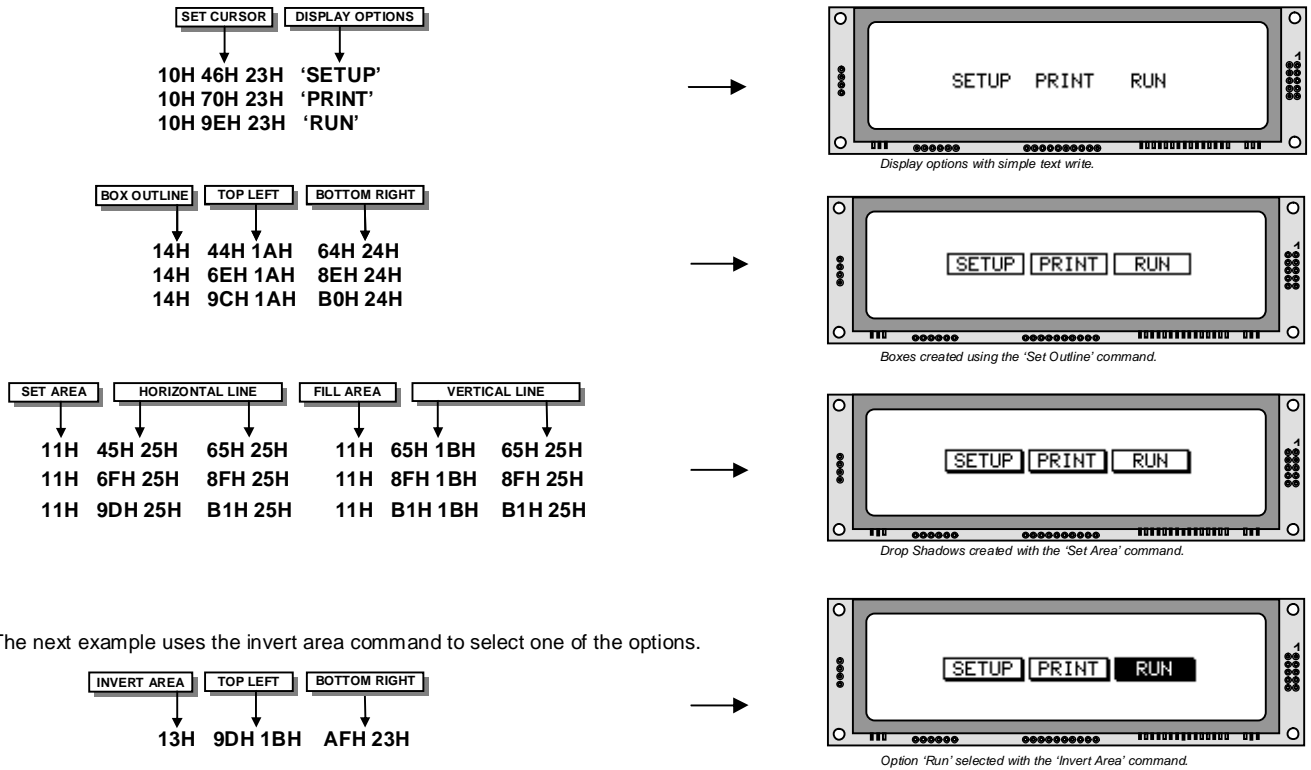 SET CURSOR DISPLAY OPTIONS
10H 46H 23H ‘SETUP’
10H 70H 23H ‘PRINT’
10H 9EH 23H ‘RUN’
SETUP PRINT RUN
1
Display options with simple text write.
BOX OUTLINE TOP LEFT BOTTOM RIGHT
14H 44H 1AH 64H 24H
14H 6EH 1AH 8EH 24H
14H 9CH 1AH B0H 24H
SETUP PRINT RUN
1
Boxes created using the ‘Set Outline’ command.
SET AREA HORIZONTAL LINE FILL AREA VERTICAL LINE
11H 45H 25H 65H 25H 11H 65H 1BH 65H 25H
11H 6FH 25H 8FH 25H 11H 8FH 1BH 8FH 25H
11H 9DH 25H B1H 25H 11H B1H 1BH B1H 25H
SETUP PRINT RUN
1
Drop Shadows created with the ‘Set Area’ command.
The next example uses the invert area command to select one of the options.
INVERT AREA TOP LEFT BOTTOM RIGHT
13H 9DH 1BH AFH 23H
SETUP PRINT RUN
1
Option ‘Run’ selected with the ‘Invert Area’ command.